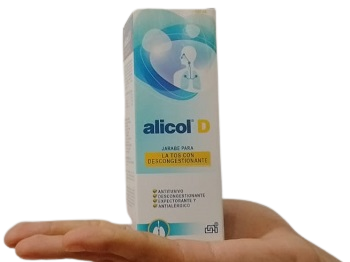 alicol® D
JARABE PARA
LA TOS CON
DESCONGESTIONANTE
ANTITUSIVO
DESCONGESTIONANTE
EXPECTORANTE Y
ANTIALÉRGICO